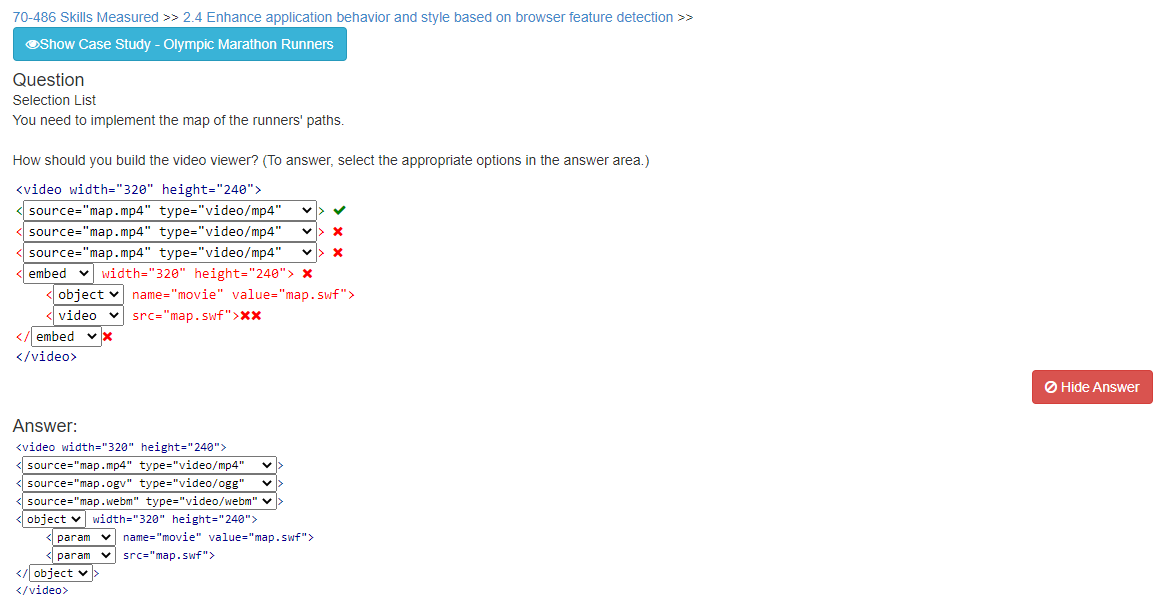 70-486 Skills Measured >> 2.4 Enhance application behavior and style based on browser feature detection >>
Show Case Study - Olympic Marathon Runners
Question
Selection List
You need to implement the map of the runners' paths.
How should you build the video viewer? (To answer, select the appropriate options in the answer area.)
<video width="320" height="240">
<source="map.mp4" type="video/mp4">
<source="map.mp4" type="video/mp4">
<source="map.mp4" type="video/mp4">
<embed width="320" height="240">
<object name="movie" value="map.swf">
<video src="map.swf">
</embed
</video>
Hide Answer
Answer:
<video width="320" height="240">
<source="map.mp4" type="video/mp4">
<source="map.ogv" type="video/ogg">
<source="map.webm" type="video/webm">
<object width="320" height="240">
<param name="movie" value="map.swf">
<param src="map.swf">
</object>
</video>